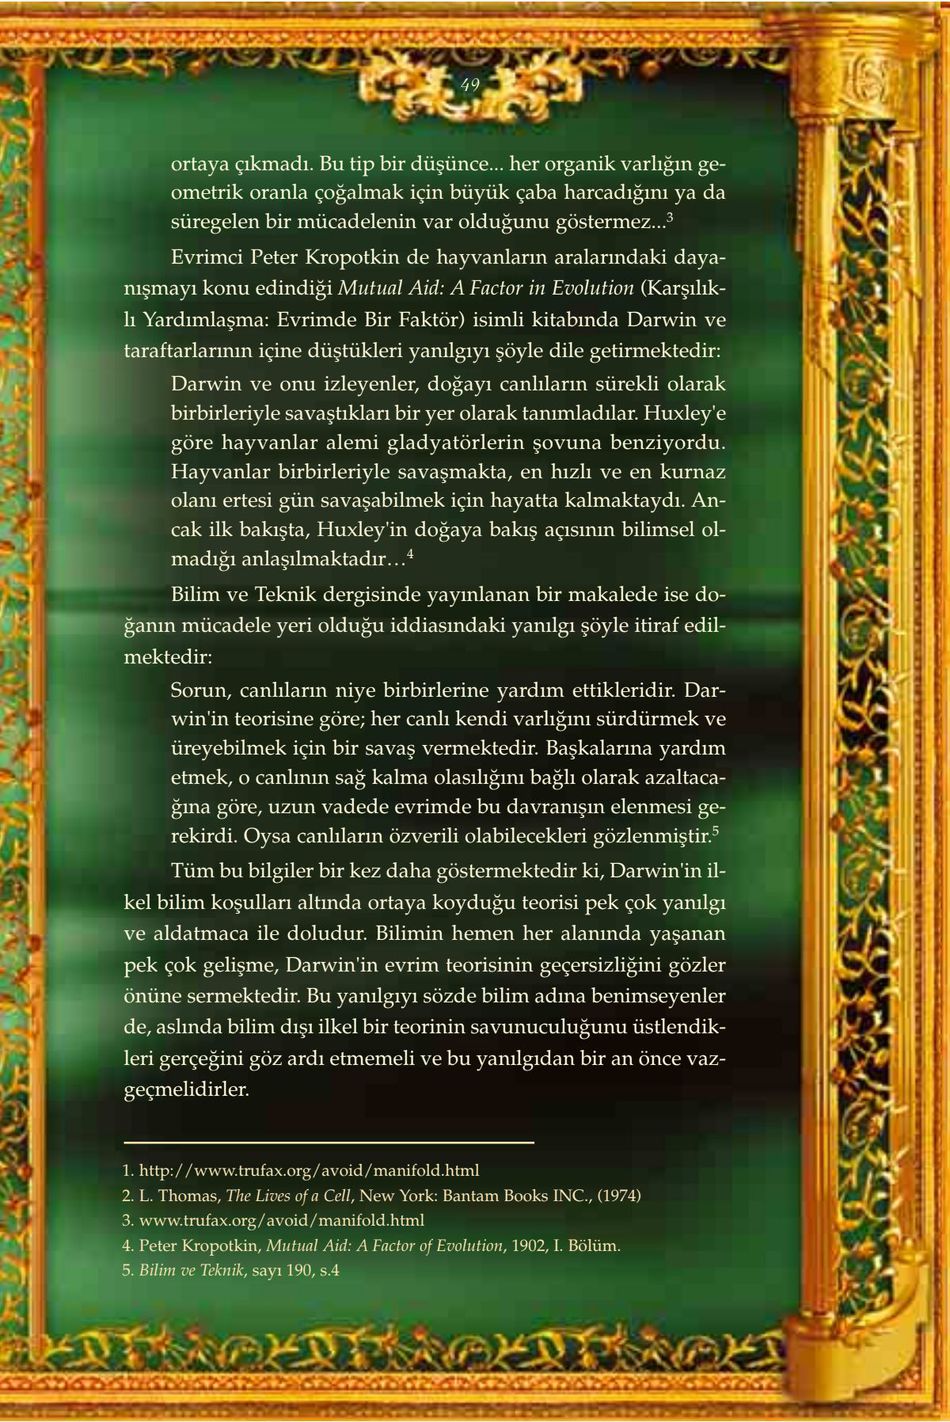 49
ortaya çıkmadı. Bu tip bir düşünce... her organik varlığın ge-
ometrik oranla çoğalmak için büyük çaba harcadığını ya da
süregelen bir mücadelenin var olduğunu göstermez...3
Evrimci Peter Kropotkin de hayvanların aralarındaki daya-
nışmayı konu edindiği Mutual Aid: A Factor in Evolution (Karşılık-
lı Yardımlaşma: Evrimde Bir Faktör) isimli kitabında Darwin ve
taraftarlarının içine düştükleri yanılgıyı şöyle dile getirmektedir:
Darwin ve onu izleyenler, doğayı canlıların sürekli olarak
birbirleriyle savaştıkları bir yer olarak tanımladılar. Huxley'e
göre hayvanlar alemi gladyatörlerin şovuna benziyordu.
Hayvanlar birbirleriyle savaşmakta, en hızlı ve en kurnaz
olanı ertesi gün savaşabilmek için hayatta kalmaktaydı. An-
cak ilk bakışta, Huxley'in doğaya bakış açısının bilimsel ol-
madığı anlaşılmaktadır…4
Bilim ve Teknik dergisinde yayınlanan bir makalede ise do-
ğanın mücadele yeri olduğu iddiasındaki yanılgı şöyle itiraf edil-
mektedir:
Sorun, canlıların niye birbirlerine yardım ettikleridir. Dar-
win'in teorisine göre; her canlı kendi varlığını sürdürmek ve
üreyebilmek için bir savaş vermektedir. Başkalarına yardım
etmek, o canlının sağ kalma olasılığını bağlı olarak azaltaca-
ğına göre, uzun vadede evrimde bu davranışın elenmesi ge-
rekirdi. Oysa canlıların özverili olabilecekleri gözlenmiştir.5
Tüm bu bilgiler bir kez daha göstermektedir ki, Darwin'in il-
kel bilim koşulları altında ortaya koyduğu teorisi pek çok yanılgı
ve aldatmaca ile doludur. Bilimin hemen her alanında yaşanan
pek çok gelişme, Darwin'in evrim teorisinin geçersizliğini gözler
önüne sermektedir. Bu yanılgıyı sözde bilim adına benimseyenler
de, aslında bilim dışı ilkel bir teorinin savunuculuğunu üstlendik-
leri gerçeğini göz ardı etmemeli ve bu yanılgıdan bir an önce vaz-
geçmelidirler.
1. http://www.trufax.org/avoid/manifold.html
2. L. Thomas, The Lives of a Cell, New York: Bantam Books INC., (1974)
3. www.trufax.org/avoid/manifold.html
4. Peter Kropotkin, Mutual Aid: A Factor of Evolution, 1902, I. Bölüm.
5. Bilim ve Teknik, sayı 190, s.4